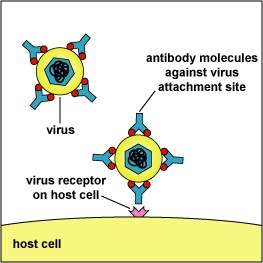 antibody molecules
against virus
attachment site
virus
virus receptor
on host cell
host cell